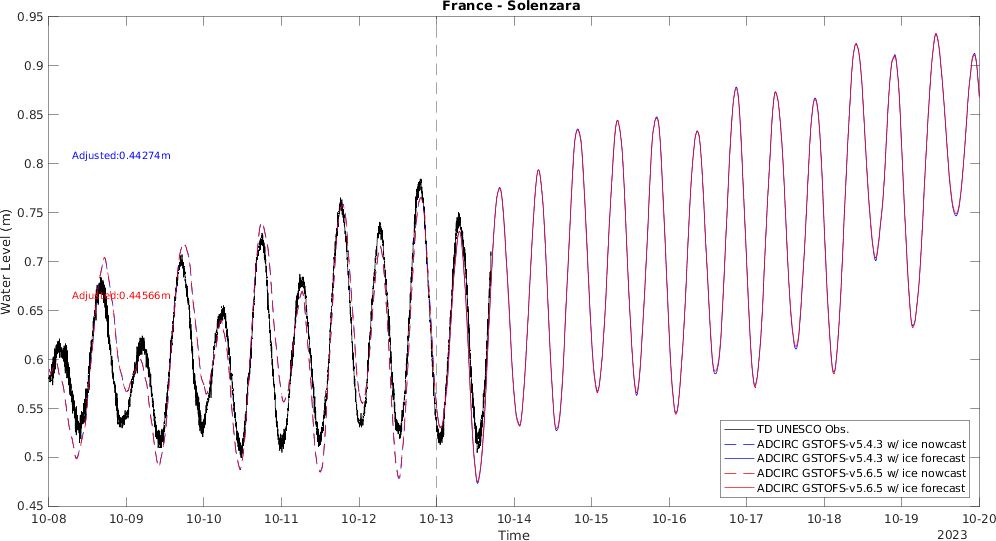 France - Solenzara
0.95
0.9
0.85
0.8
0.75
0.7
0.65
0.6
0.55
0.5
0.45
Water Level (m)
Adjusted:0.44274m
Adjusted:0.44566m
TD UNESCO Obs.
ADCIRC GSTOFS-v5.4.3 w/ ice nowcast
ADCIRC GSTOFS-v5.4.3 w/ ice forecast
ADCIRC GSTOFS-v5.6.5 w/ ice nowcast
ADCIRC GSTOFS-v5.6.5 w/ ice forecast
10-08 10-09 10-10 10-11 10-12 10-13 10-14 10-15 10-16 10-17 10-18 10-19 10-20
Time
2023